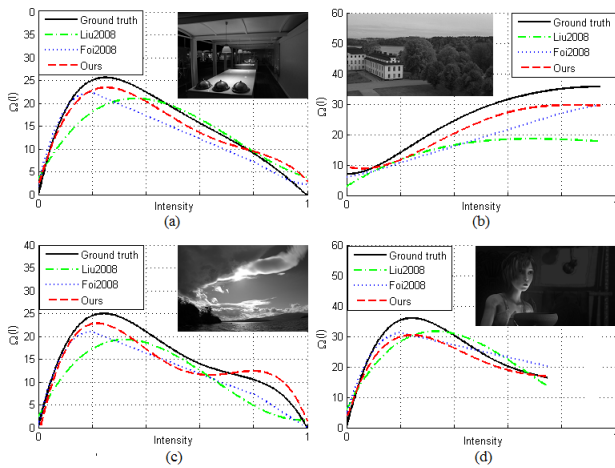 35
30
25
20
15
10
5
0
Ω(l)
Ground truth
Liu2008
Foi2008
Ours
0
Intensity
1
(a)
60
50
40
30
20
10
0
Ground truth
Liu2008
Foi2008
Ours
0
Intensity
1
(b)
40
35
30
25
20
15
10
5
0
Ω(l)
Ground truth
Liu2008
Foi2008
Ours
0
Intensity
1
(c)
60
50
40
30
20
10
0
Ground truth
Liu2008
Foi2008
Ours
0
Intensity
1
(d)